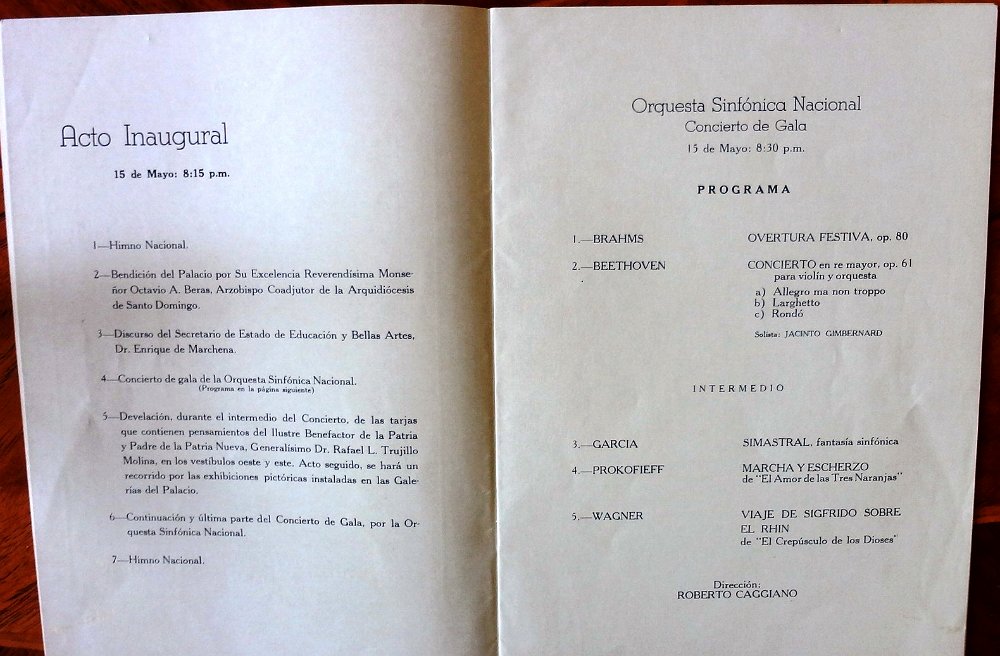 Acto Inaugural
15 de Mayo: 8:15 p.m.
1—Himno Nacional.
2—Bendición del Palacio por Su Excelencia Reverendísima Monse-
ñor Octavio A. Beras, Arzobispo Coadjutor de la Arquidiócesis
de Santo Domingo.
3—Discurso del Secretario de Estado de Educación y Bellas Artes,
Dr. Enrique de Marchena.
4—Concierto de gala de la Orquesta Sinfónica Nacional.
(Programa en la página siguiente)
5—Develación, durante el intermedio del Concierto, de las tarjas
que contienen pensamientos del Ilustre Benefactor de la Patria
y Padre de la Patria Nueva, Generalísimo Dr. Rafael L. Trujillo
Molina, en los vestíbulos oeste y este. Acto seguido, se hará un
recorrido por las exhibiciones pictóricas instaladas en las Gale-
rías del Palacio.
6—Continuación y última parte del Concierto de Gala, por la Or-
questa Sinfónica Nacional.
7—Himno Nacional.
Orquesta Sinfónica Nacional
Concierto de Gala
15 de Mayo: 8:30 p.m.
PROGRAMA
1.—BRAHMS OVERTURA FESTIVA, op. 80
2.—BEETHOVEN CONCIERTO en re mayor, op. 61
para violín y orquesta
a) Allegro ma non troppo
b) Larghetto
c) Rondó
Solista: JACINTO GIMBERNARD
INTERMEDIO
3.—GARCIA SIMASTRAL, fantasía sinfónica
4.—PROKOFIEFF MARCHA Y ESCHERZO
de "El Amor de las Tres Naranjas"
5.—WAGNER VIAJE DE SIGFRIDO SOBRE
EL RHIN
de "El Crepúsculo de los Dioses"
Dirección:
ROBERTO CAGGIANO